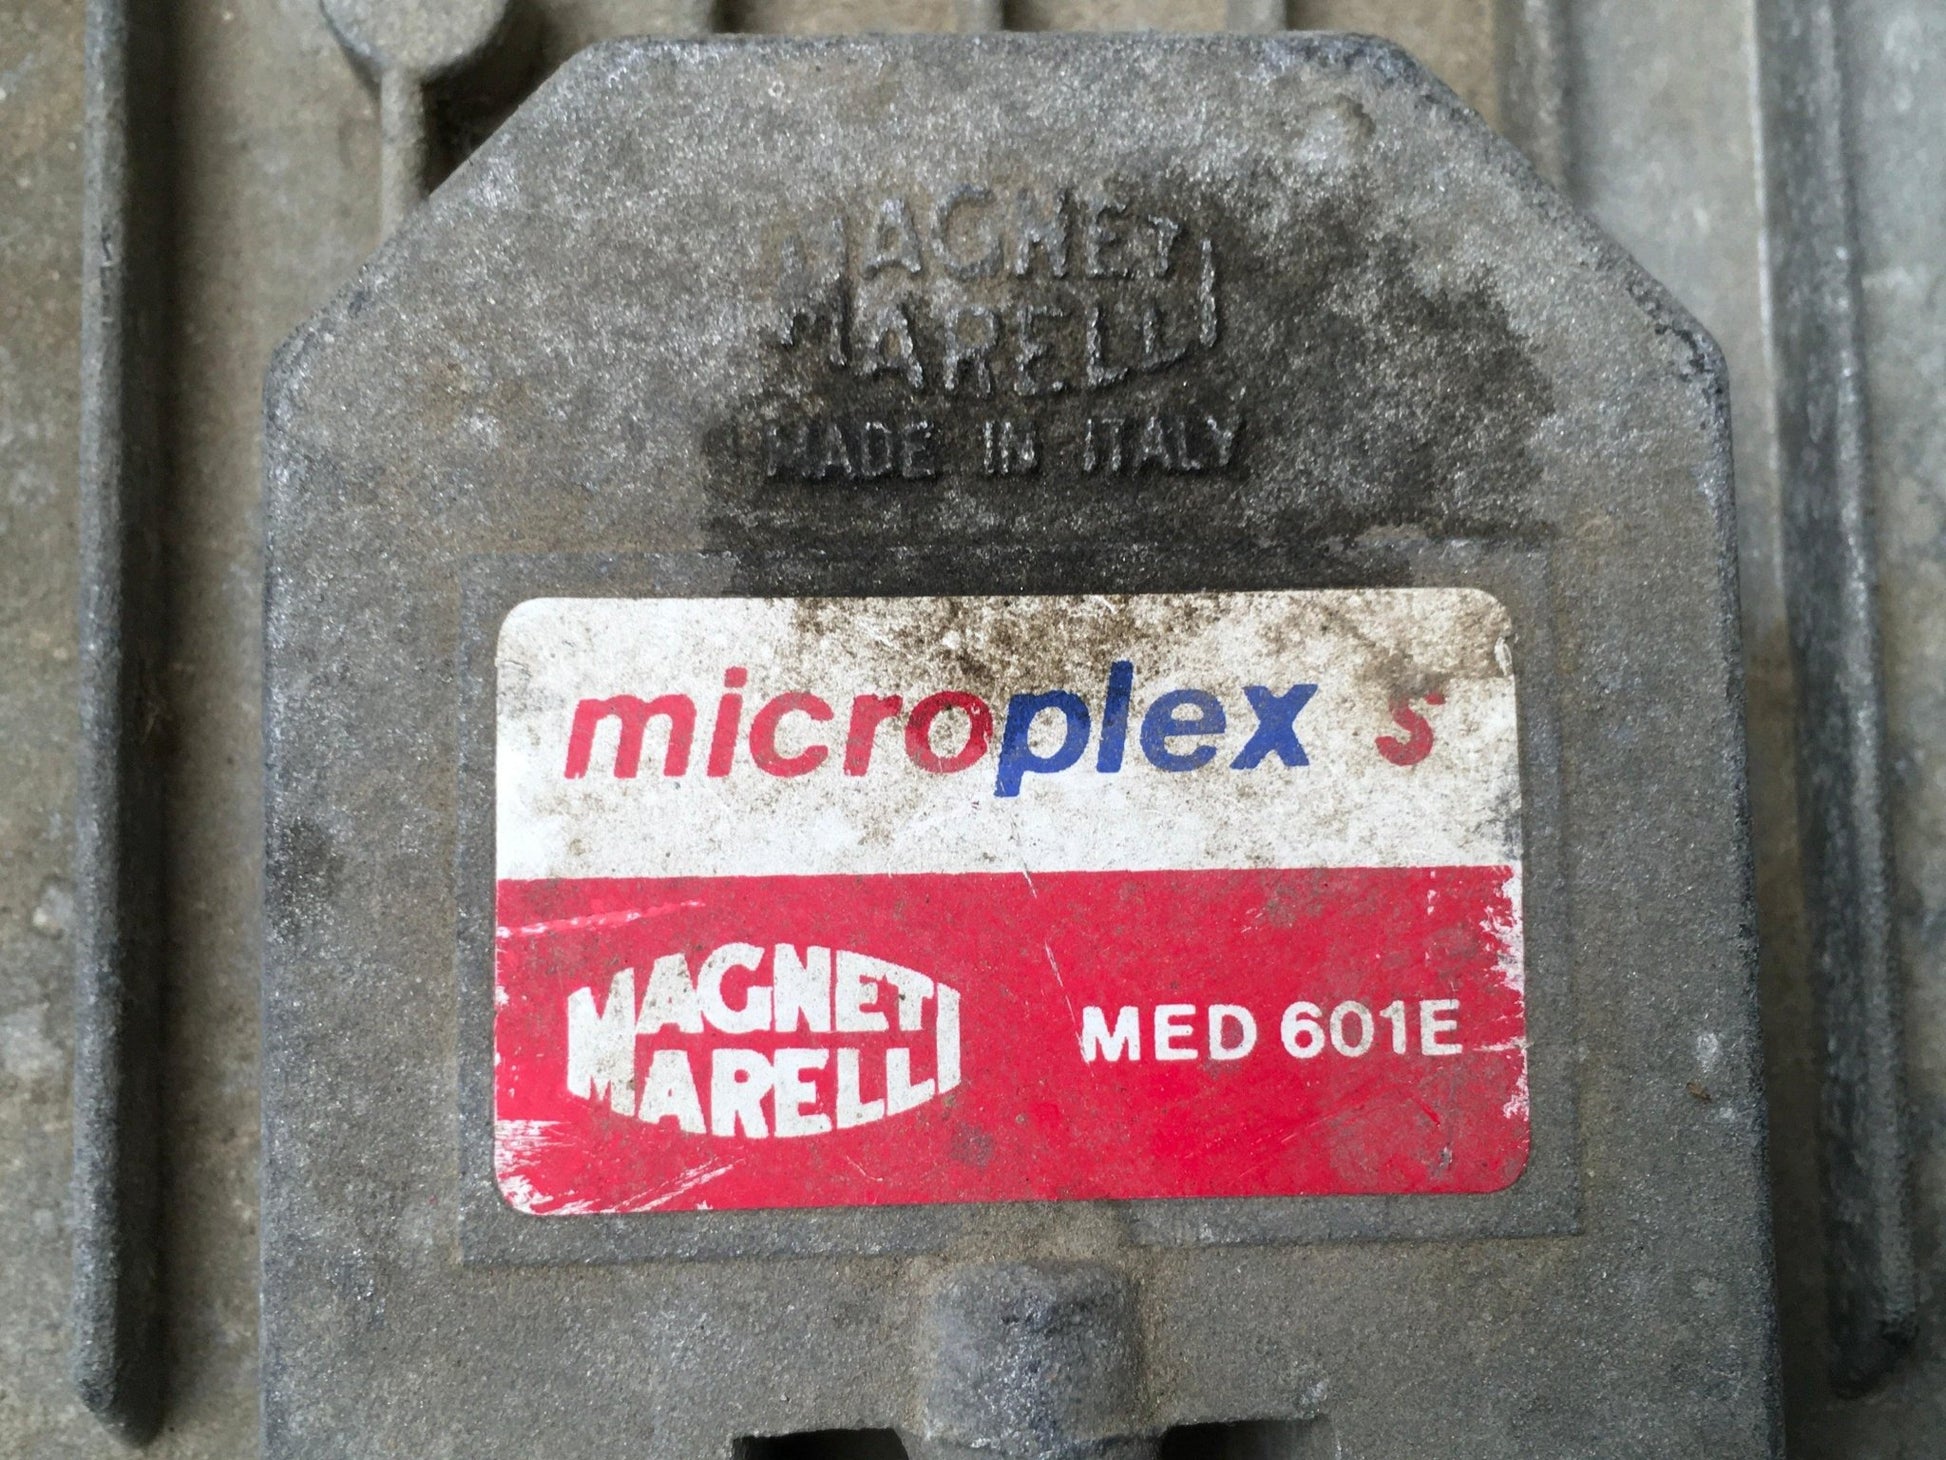 MAGNETI
MARELLI
MADE IN ITALY
microplex s
MAGNETI
MARELLI
MED 601E